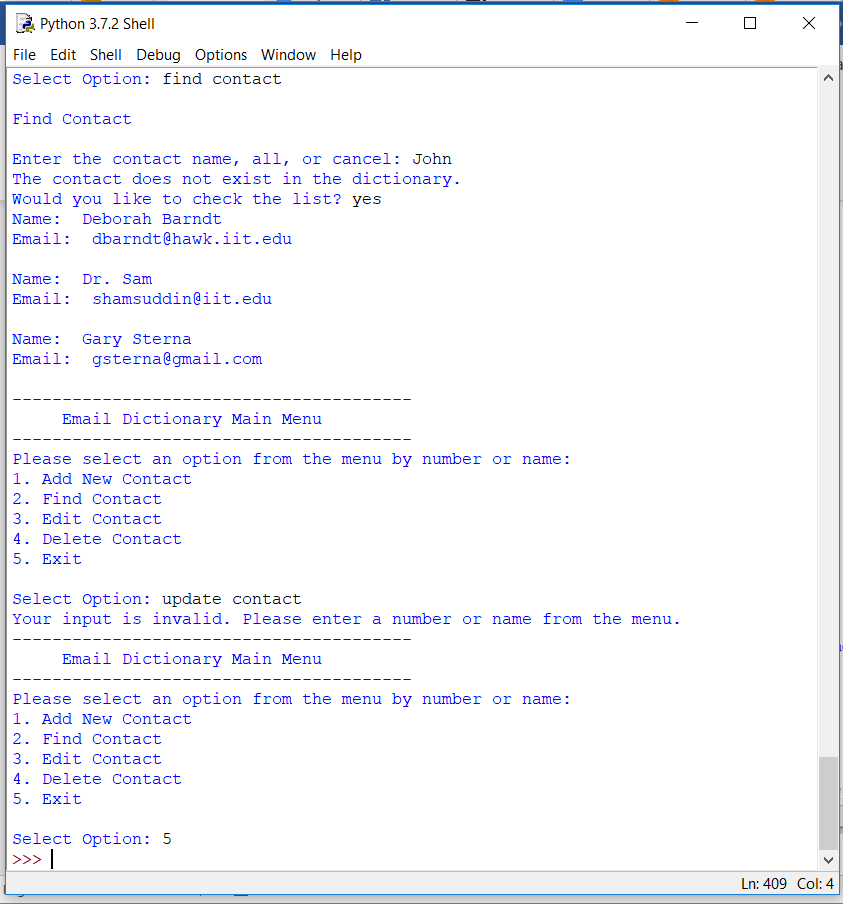 Python 3.7.2 Shell
File Edit Shell Debug Options Window Help
Select Option: find contact
Find Contact
Enter the contact name, all, or cancel: John
The contact does not exist in the dictionary.
Would you like to check the list? yes
Name:  Deborah Barndt
Email:  dbarndt@hawk.iit.edu
Name:  Dr. Sam
Email:  shamsuddin@iit.edu
Name:  Gary Sterna
Email:  gsterna@gmail.com
----------------------------------------
     Email Dictionary Main Menu
----------------------------------------
Please select an option from the menu by number or name:
1. Add New Contact
2. Find Contact
3. Edit Contact
4. Delete Contact
5. Exit
Select Option: update contact
Your input is invalid. Please enter a number or name from the menu.
----------------------------------------
     Email Dictionary Main Menu
----------------------------------------
Please select an option from the menu by number or name:
1. Add New Contact
2. Find Contact
3. Edit Contact
4. Delete Contact
5. Exit
Select Option: 5
>>>
Ln: 409 Col: 4